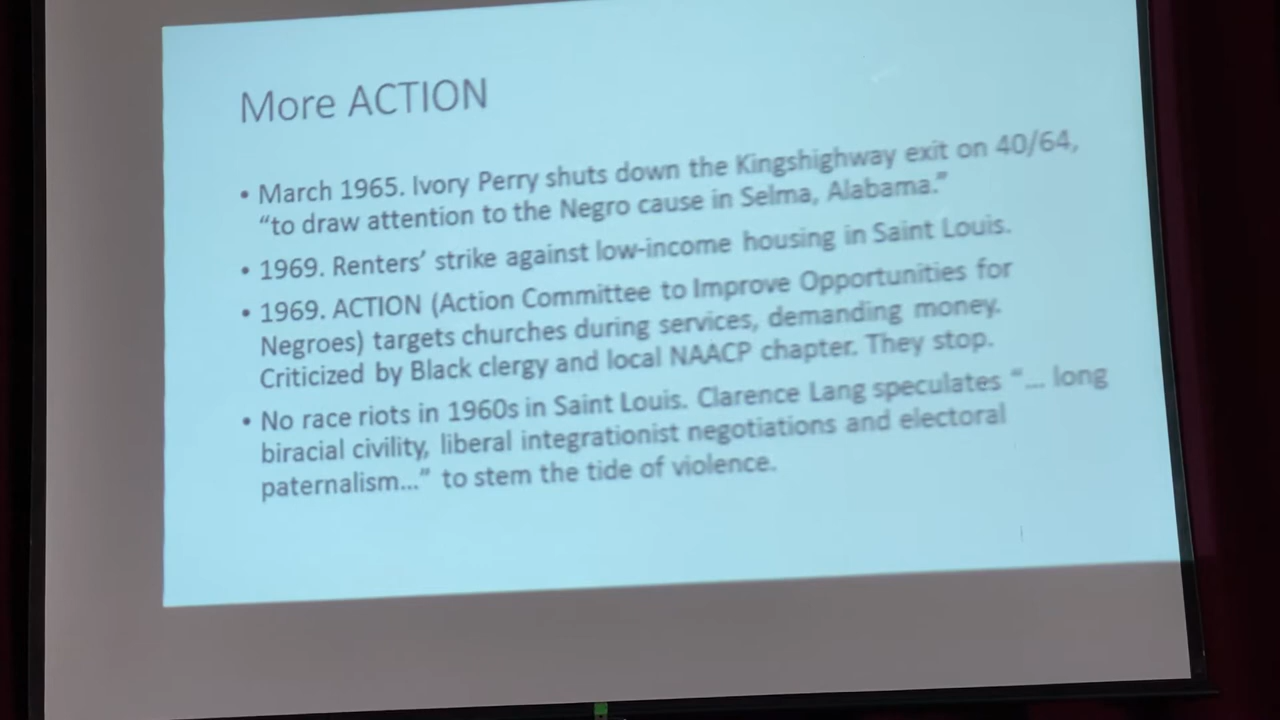 More ACTION
• March 1965. Ivory Perry shuts down the Kingshighway exit on 40/64,
“to draw attention to the Negro cause in Selma, Alabama.”
• 1969. Renters’ strike against low-income housing in Saint Louis.
• 1969. ACTION (Action Committee to Improve Opportunities for
Negroes) targets churches during services, demanding money.
Criticized by Black clergy and local NAACP chapter. They stop.
• No race riots in 1960s in Saint Louis. Clarence Lang speculates “... long
biracial civility, liberal integrationist negotiations and electoral
paternalism...” to stem the tide of violence.